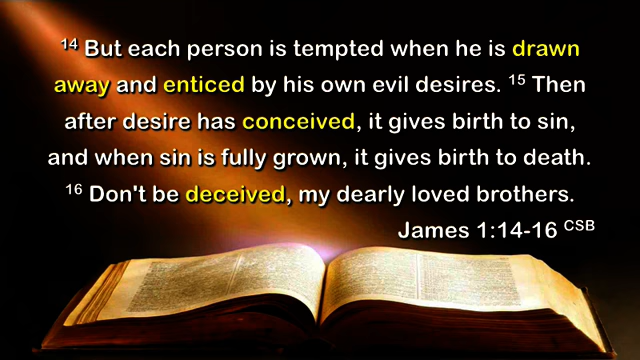 ¹⁴ But each person is tempted when he is drawn
away and enticed by his own evil desires. ¹⁵ Then
after desire has conceived, it gives birth to sin,
and when sin is fully grown, it gives birth to death.
¹⁶ Don't be deceived, my dearly loved brothers.
James 1:14-16 CSB